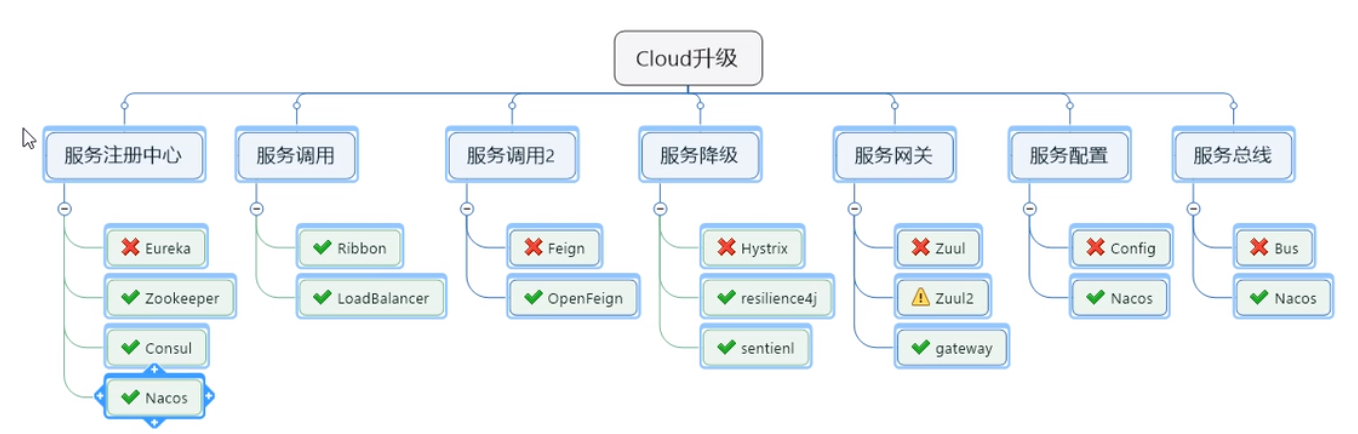 Cloud升级
服务注册中心
Eureka
Zookeeper
Consul
Nacos
服务调用
Ribbon
LoadBalancer
服务调用2
Feign
OpenFeign
服务降级
Hystrix
resilience4j
sentienl
服务网关
Zuul
Zuul2
gateway
服务配置
Config
Nacos
服务总线
Bus
Nacos